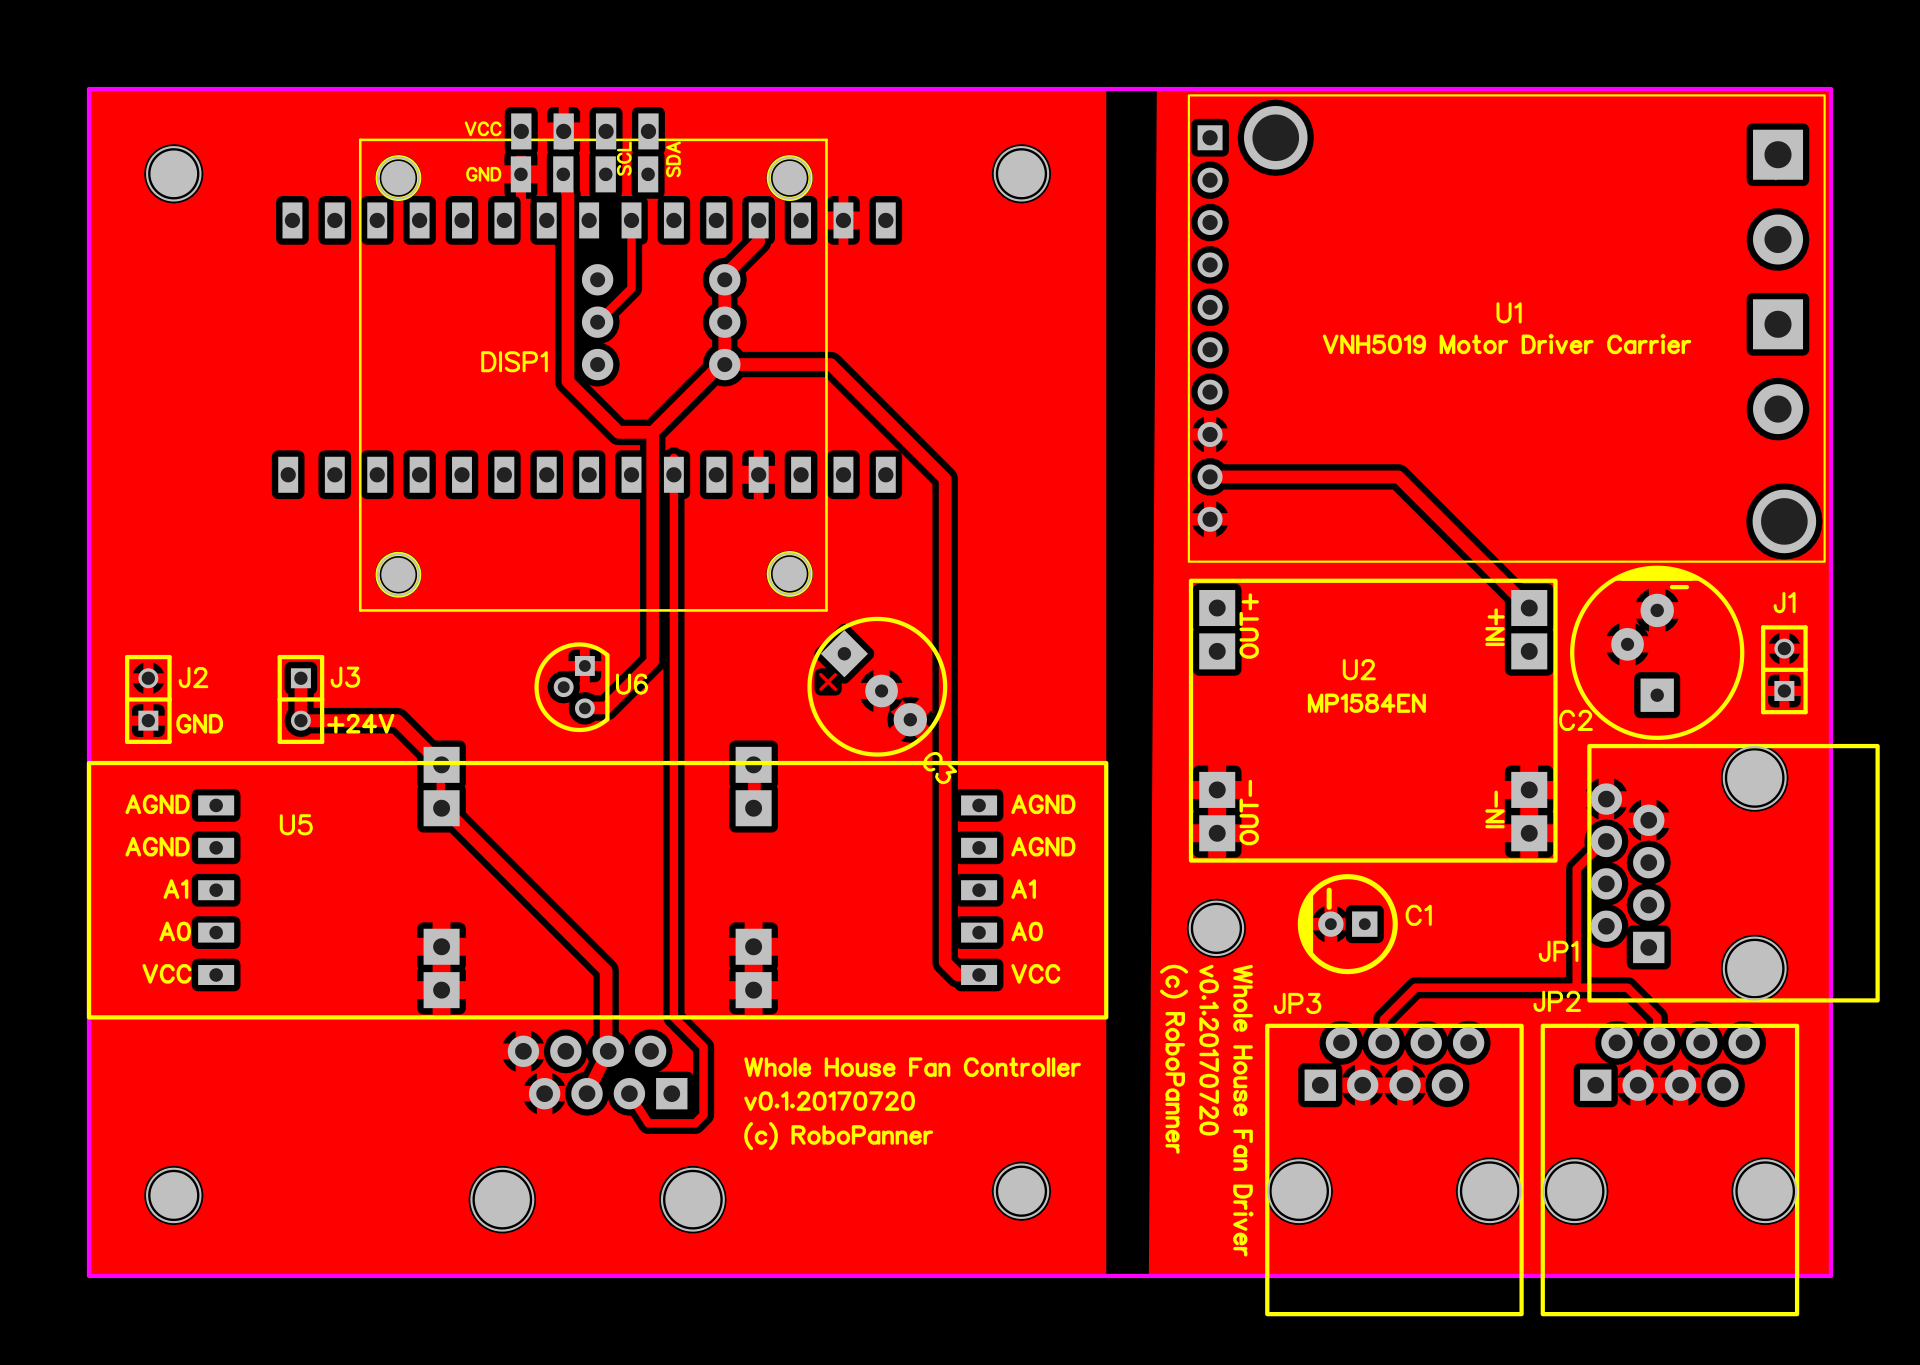 VCC
GND
SCL
SDA
DISP1
U1
VNH5019 Motor Driver Carrier
J2
GND
J3
+24V
U6
C3
OUT+
IN+
U2
MP1584EN
OUT-
IN-
C2
J1
AGND
AGND
A1
A0
VCC
U5
AGND
AGND
A1
A0
VCC
C1
JP1
JP3
JP2
Whole House Fan Controller
v0.1.20170720
(c) RoboPanner
Whole House Fan Driver
v0.1.20170720
(c) RoboPanner